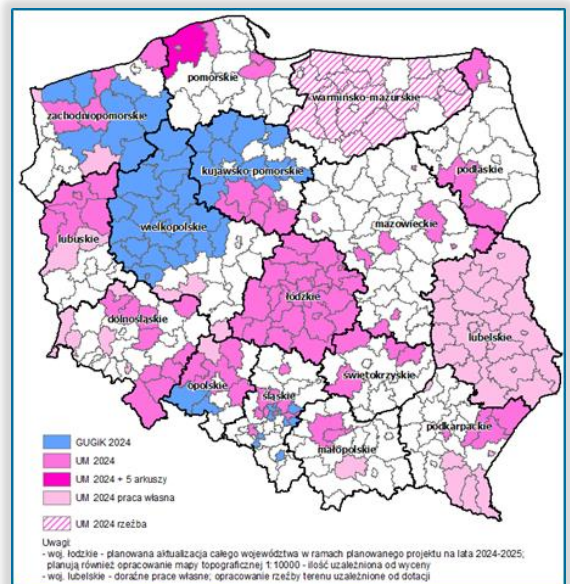 pomorskie
warmińsko-mazurskie
zachodniopomorskie
podlaskie
kujawsko-pomorskie
mazowieckie
wielkopolskie
lubuskie
łódzkie
lubelskie
dolnośląskie
opolskie
śląskie
świętokrzyskie
podkarpackie
małopolskie
GUGiK 2024
UM 2024
UM 2024 + 5 arkuszy
UM 2024 praca własna
UM 2024 rzeźba
Uwagi:
- woj. łódzkie - planowana aktualizacja całego województwa w ramach planowanego projektu na lata 2024-2025;
planują również opracowanie mapy topograficznej 1:10000 - ilość uzależniona od wyceny
- woj. lubelskie - doraźne prace własne; opracowanie rzeźby terenu uzależnione od dotacji